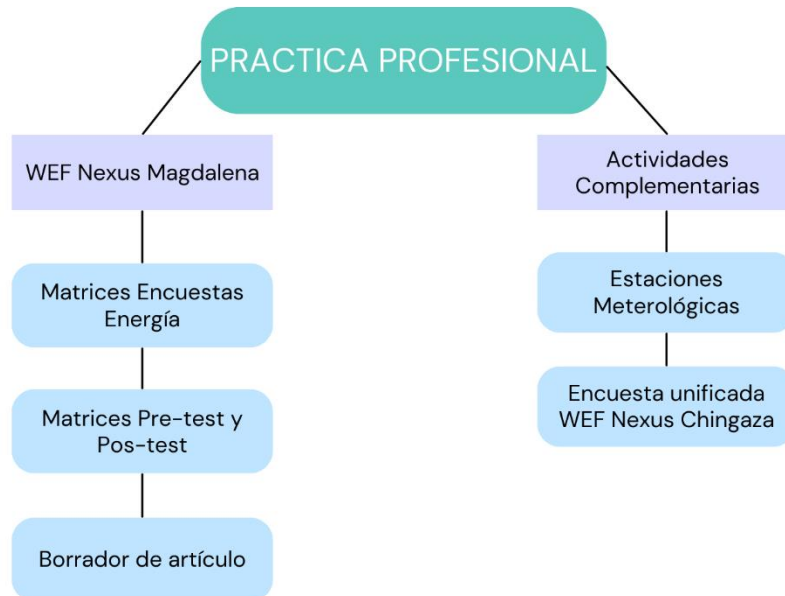 PRACTICA PROFESIONAL
WEF Nexus Magdalena
Matrices Encuestas
Energía
Matrices Pre-test y
Pos-test
Borrador de artículo
Actividades
Complementarias
Estaciones
Meterológicas
Encuesta unificada
WEF Nexus Chingaza